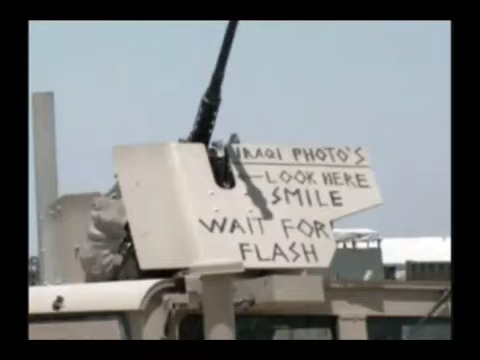 IRAQI PHOTO'S
-LOOK HERE
-SMILE
WAIT FOR
FLASH